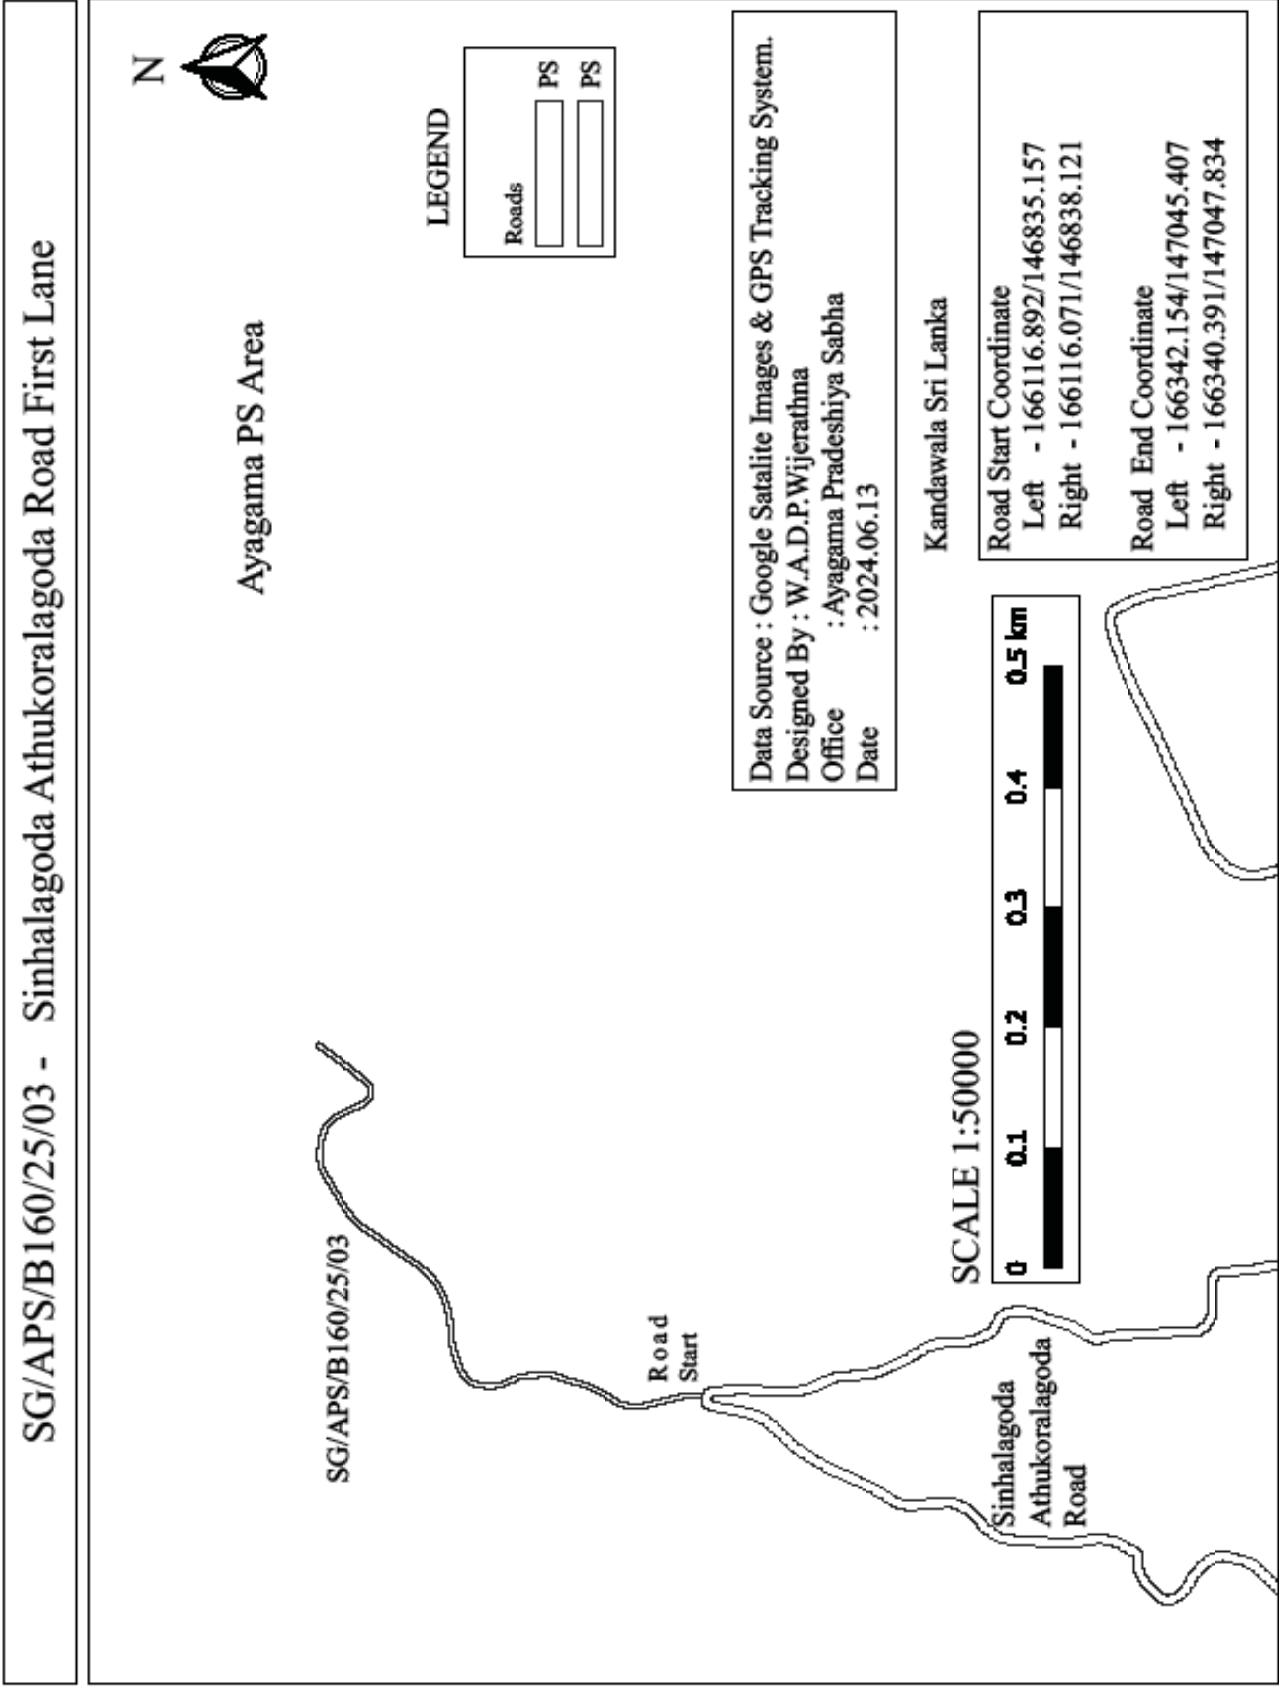 SG/APS/B160/25/03 - Sinhalagoda Athukoralagoda Road First Lane
N
Ayagama PS Area
LEGEND
Roads
PS
PS
SG/APS/B160/25/03
Road
Start
Data Source : Google Satalite Images & GPS Tracking System.
Designed By : W.A.D.P.Wijerathna
Office : Ayagama Pradeshiya Sabha
Date : 2024.06.13
Kandawala Sri Lanka
SCALE 1:50000
0 0.1 0.2 0.3 0.4 0.5 km
Road Start Coordinate
Left - 166116.892/146835.157
Right - 166116.071/146838.121
Road End Coordinate
Left - 166342.154/147045.407
Right - 166340.391/147047.834
Sinhalagoda
Athukoralagoda
Road